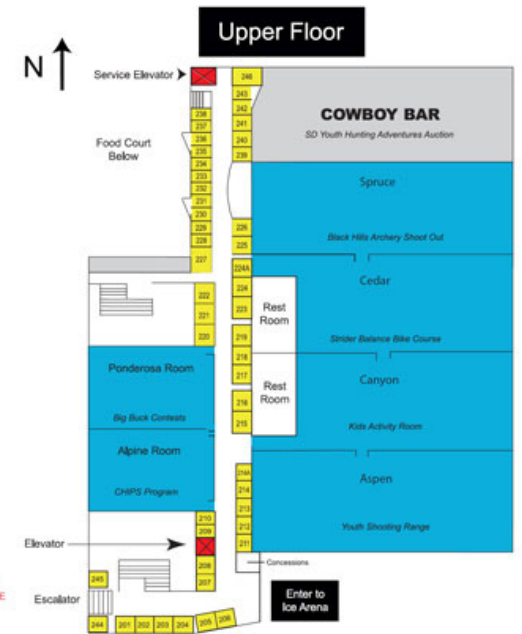 Upper Floor
N
Service Elevator
246
243
242
241
240
239
238
237
236
235
234
233
232
231
230
229
228
227
Food Court
Below
COWBOY BAR
SD Youth Hunting Adventures Auction
Spruce
Black Hills Archery Shoot Out
226
225
224A
224
223
219
218
217
216
215
222
221
220
Rest
Room
Cedar
Strider Balance Bike Course
Rest
Room
Canyon
Kids Activity Room
Ponderosa Room
Big Buck Contests
Alpine Room
CHIPS Program
Aspen
Youth Shooting Range
214A
214
213
212
211
210
209
Elevator
208
207
Concessions
245
Escallator
E
244
201
202
203
204
205
206
Enter to
Ice Arena